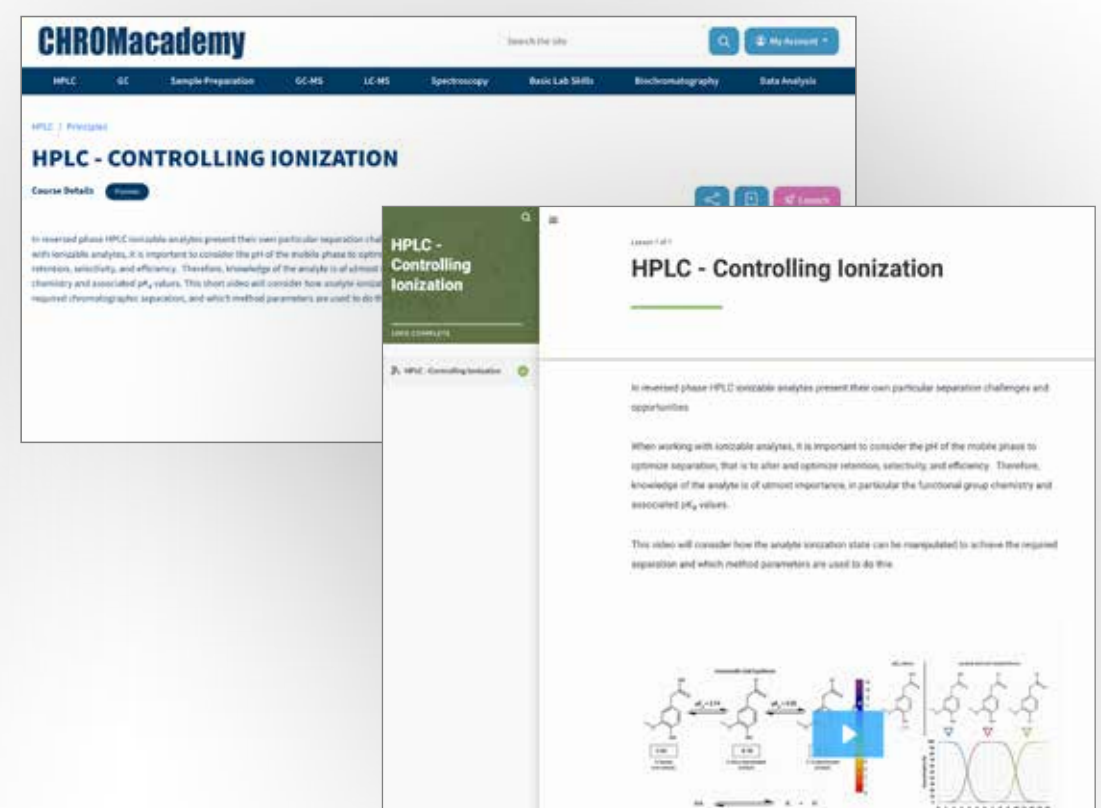 CHROMacademy
Search the site
My Account
HPLC GC Sample Preparation GC-MS LC-MS Spectroscopy Basic Lab Skills Biochromatography Data Analysis
HPLC / Principles
HPLC - CONTROLLING IONIZATION
Course Details
Launch
In reversed phase HPLC ionizable analytes present their own particular separation
with ionizable analytes, it is important to consider the pH of the mobile phase to
retention, selectivity, and efficiency. Therefore, knowledge of the analyte is of utmost
chemistry and associated pKa values. This short video will consider how analyte
required chromatographic separation, and which method parameters are used to do
HPLC -
Controlling
Ionization
100% COMPLETE
HPLC - Controlling Ionization
Lesson 1 of 1
HPLC - Controlling Ionization
In reversed phase HPLC ionizable analytes present their own particular separation challenges and
opportunities
When working with ionizable analytes, it is important to consider the pH of the mobile phase to
optimize separation, that is to alter and optimize retention, selectivity, and efficiency. Therefore,
knowledge of the analyte is of utmost importance, in particular the functional group chemistry and
associated pKa values.
This video will consider how the analyte ionization state can be manipulated to achieve the required
separation and which method parameters are used to do this